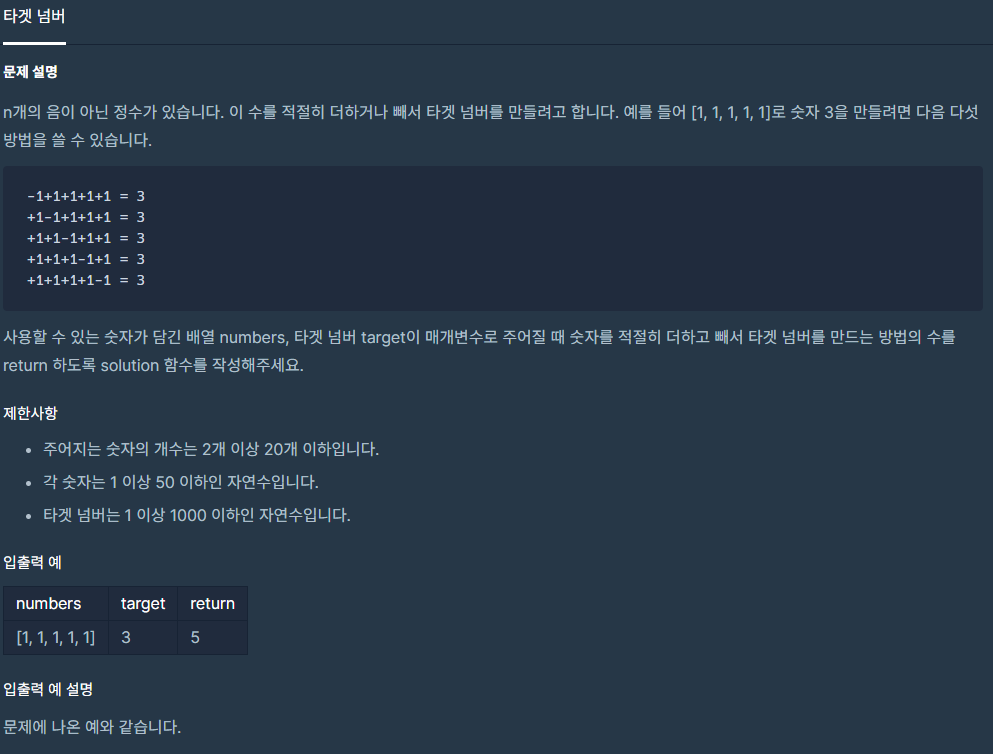 타겟 넘버
문제 설명
n개의 음이 아닌 정수가 있습니다. 이 수를 적절히 더하거나 빼서 타겟 넘버를 만들려고 합니다. 예를 들어 [1, 1, 1, 1, 1]로 숫자 3을 만들려면 다음 다섯
방법을 쓸 수 있습니다.
-1+1+1+1+1 = 3
+1-1+1+1+1 = 3
+1+1-1+1+1 = 3
+1+1+1-1+1 = 3
+1+1+1+1-1 = 3
사용할 수 있는 숫자가 담긴 배열 numbers, 타겟 넘버 target이 매개변수로 주어질 때 숫자를 적절히 더하고 빼서 타겟 넘버를 만드는 방법의 수를
return 하도록 solution 함수를 작성해주세요.
제한사항
• 주어지는 숫자의 개수는 2개 이상 20개 이하입니다.
• 각 숫자는 1 이상 50 이하인 자연수입니다.
• 타겟 넘버는 1 이상 1000 이하인 자연수입니다.
입출력 예
numbers target return
[1, 1, 1, 1, 1] 3 5
입출력 예 설명
문제에 나온 예와 같습니다.